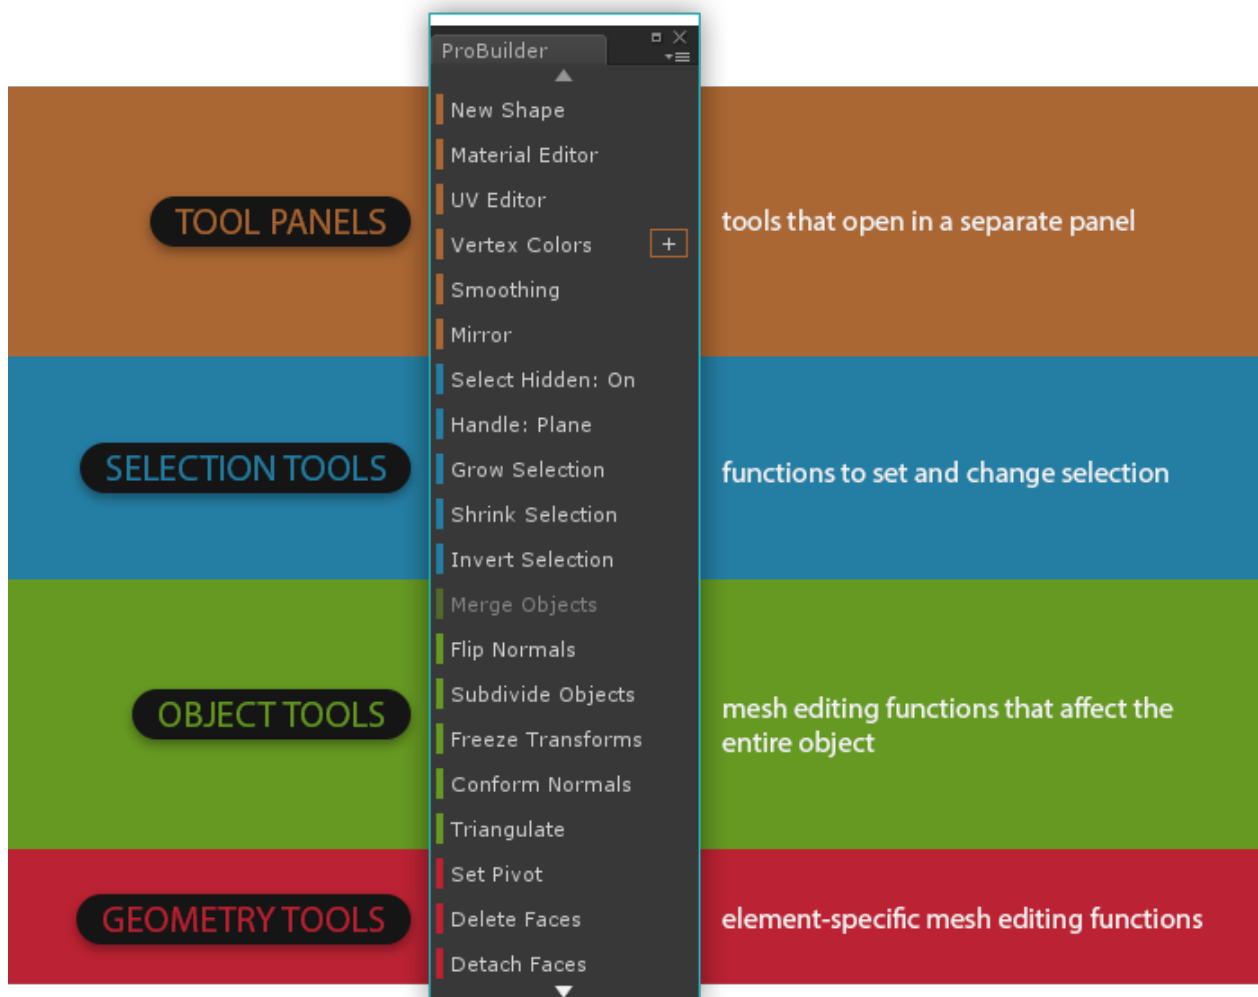 ProBuilder
New Shape
Material Editor
UV Editor
TOOL PANELS
tools that open in a separate panel
Vertex Colors +
Smoothing
Mirror
Select Hidden: On
Handle: Plane
SELECTION TOOLS
Grow Selection
functions to set and change selection
Shrink Selection
Invert Selection
Merge Objects
Flip Normals
Subdivide Objects
OBJECT TOOLS
mesh editing functions that affect the
entire object
Freeze Transforms
Conform Normals
Triangulate
Set Pivot
GEOMETRY TOOLS
Delete Faces
element-specific mesh editing functions
Detach Faces